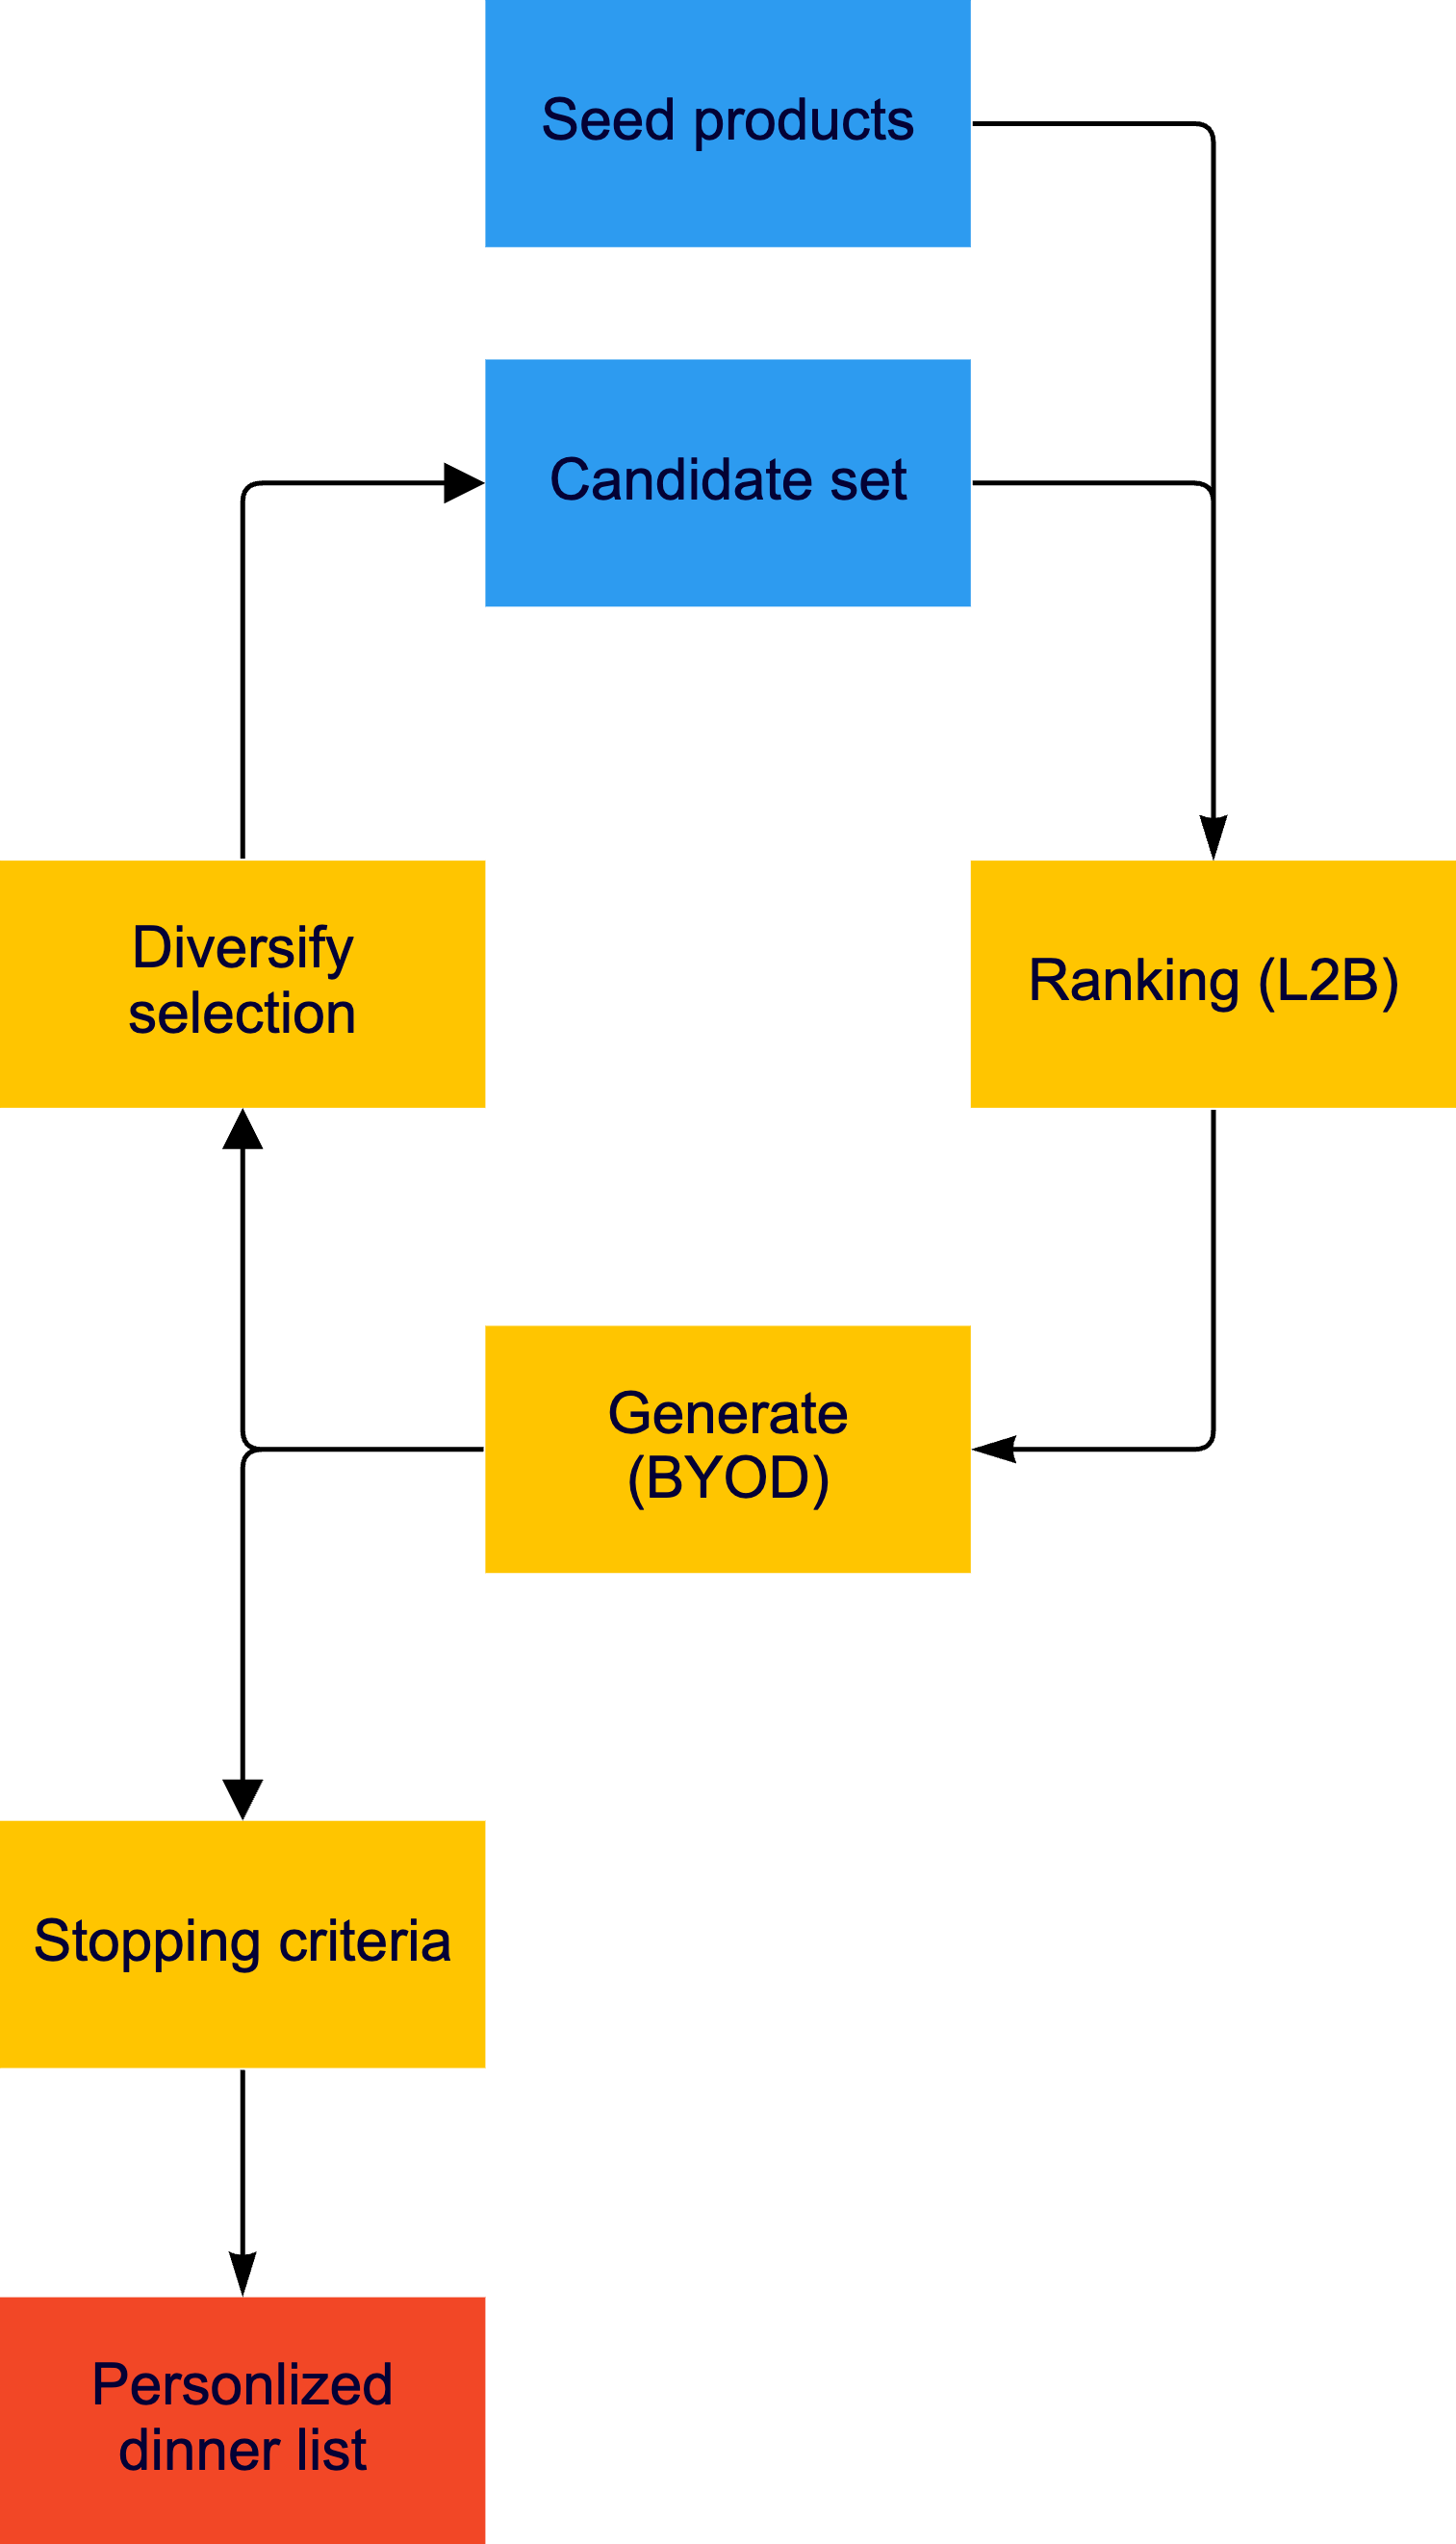 Seed products
Candidate set
Diversify
selection
Ranking (L2B)
Generate
(BYOD)
Stopping criteria
Personlized
dinner list